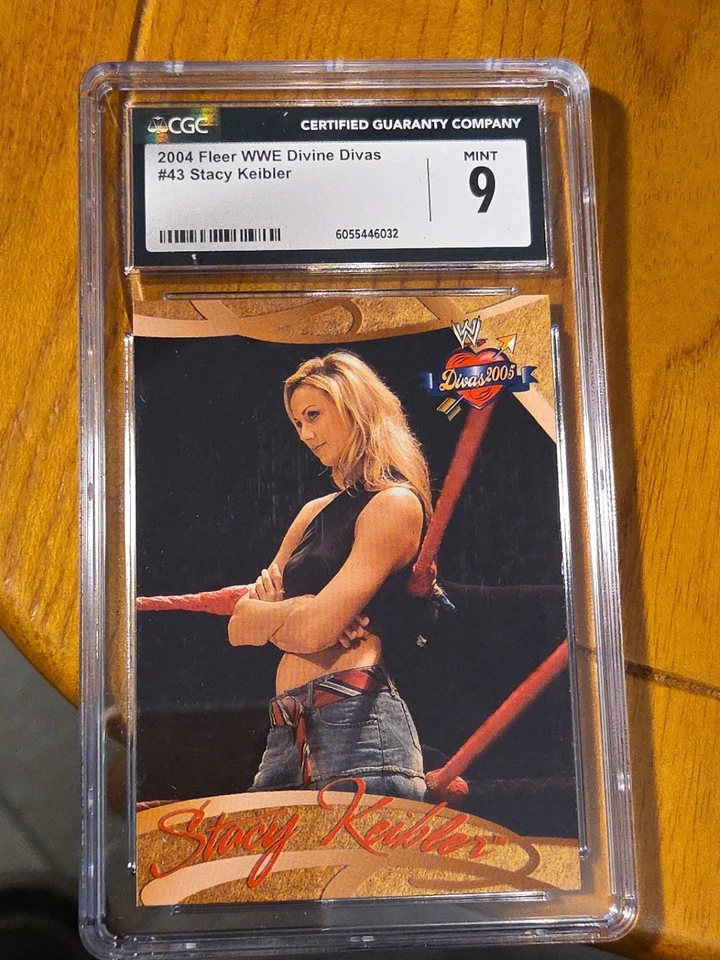 CGC CERTIFIED GUARANTY COMPANY
2004 Fleer WWE Divine Divas
#43 Stacy Keibler
MINT
9
6055446032
W
Divas 2005
Stacy Keibler